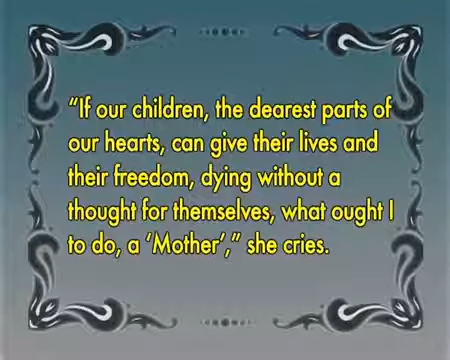 “If our children, the dearest parts of
our hearts, can give their lives and
their freedom, dying without a
thought for themselves, what ought I
to do, a ‘Mother’,” she cries.